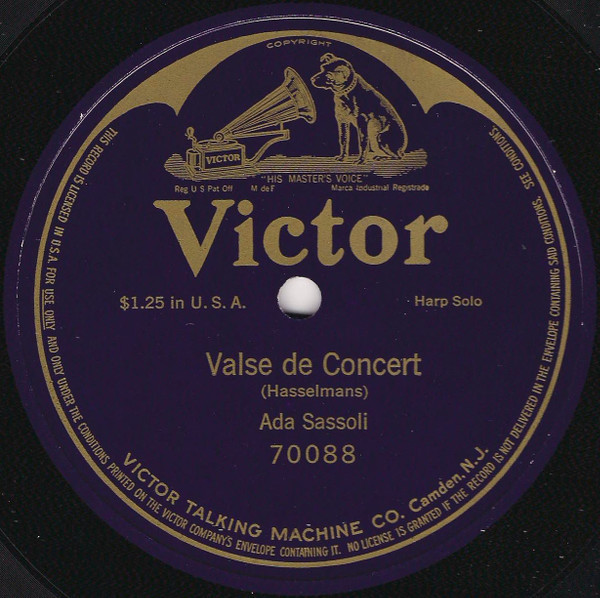 COPYRIGHT
VICTOR
"HIS MASTER'S VOICE"
Reg U S Pat Off M de F Marca Industrial Registrada
Victor
$1.25 in U. S. A.
Harp Solo
Valse de Concert
(Hasselmans)
Ada Sassoli
70088
VICTOR TALKING MACHINE CO. Camden. N. J.
THIS RECORD IS LICENSED IN U.S.A. FOR USE ONLY AND ONLY UNDER THE CONDITIONS PRINTED ON THE VICTOR COMPANY'S ENVELOPE CONTAINING IT. NO LICENSE IS GRANTED IF THE RECORD IS NOT DELIVERED IN THE ENVELOPE CONTAINING SAID CONDITIONS. SEE CONDITIONS.